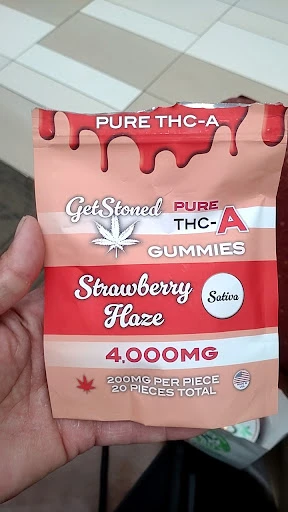 PURE THC-A
GetStoned
PURE
THC-A
GUMMIES
Strawberry
Haze
Sativa
4,000MG
200MG PER PIECE
20 PIECES TOTAL